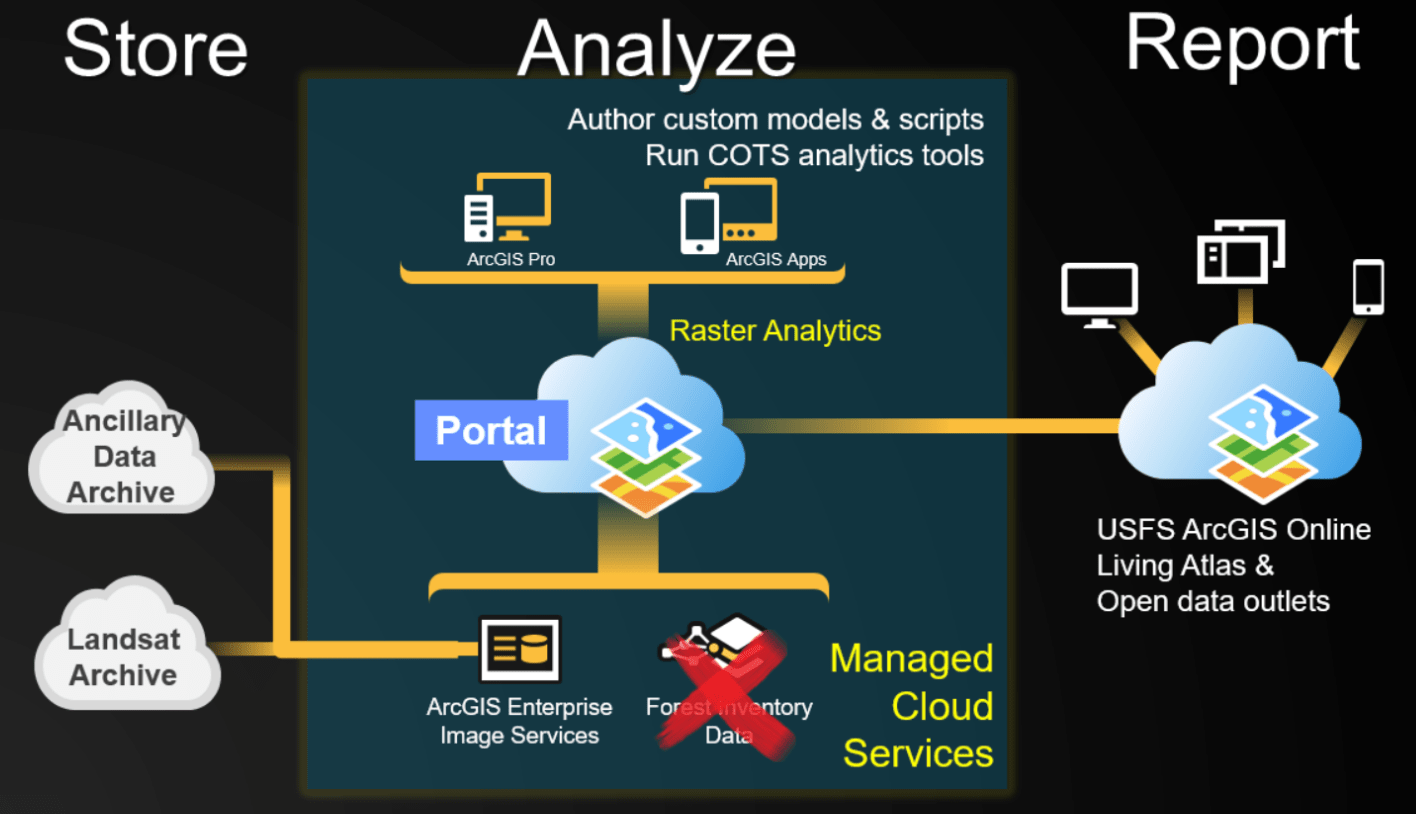 Store
Analyze
Report
Author custom models & scripts
Run COTS analytics tools
ArcGIS Pro
ArcGIS Apps
Raster Analytics
Portal
Ancillary
Data
Archive
Landsat
Archive
ArcGIS Enterprise
Image Services
Forest Inventory
Data
Managed
Cloud
Services
USFS ArcGIS Online
Living Atlas &
Open data outlets